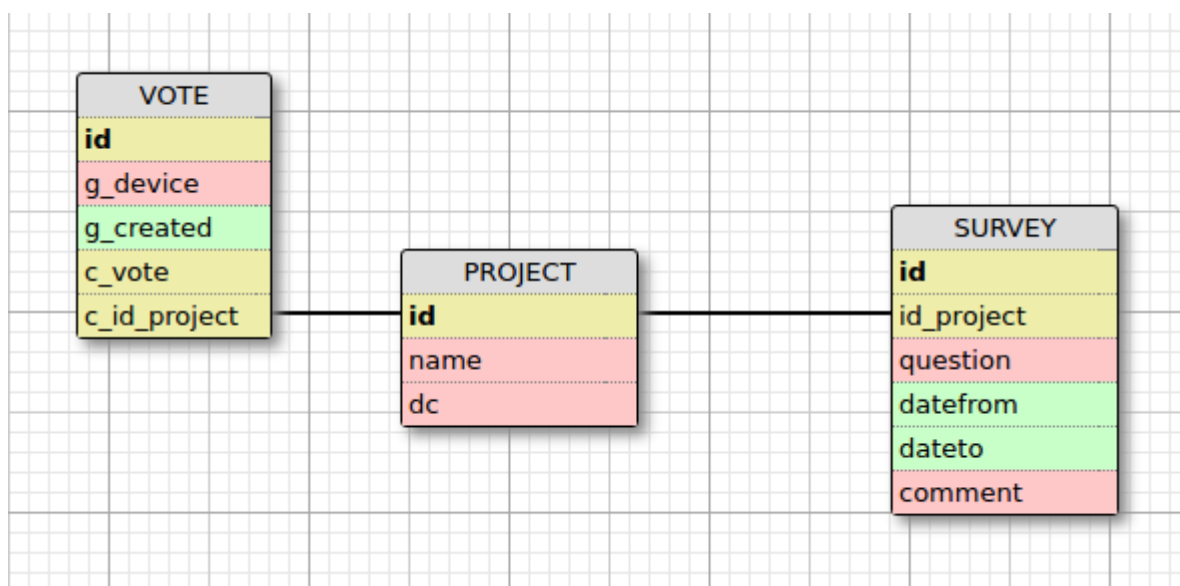 VOTE
id
g_device
g_created
c_vote
c_id_project
PROJECT
id
name
dc
SURVEY
id
id_project
question
datefrom
dateto
comment